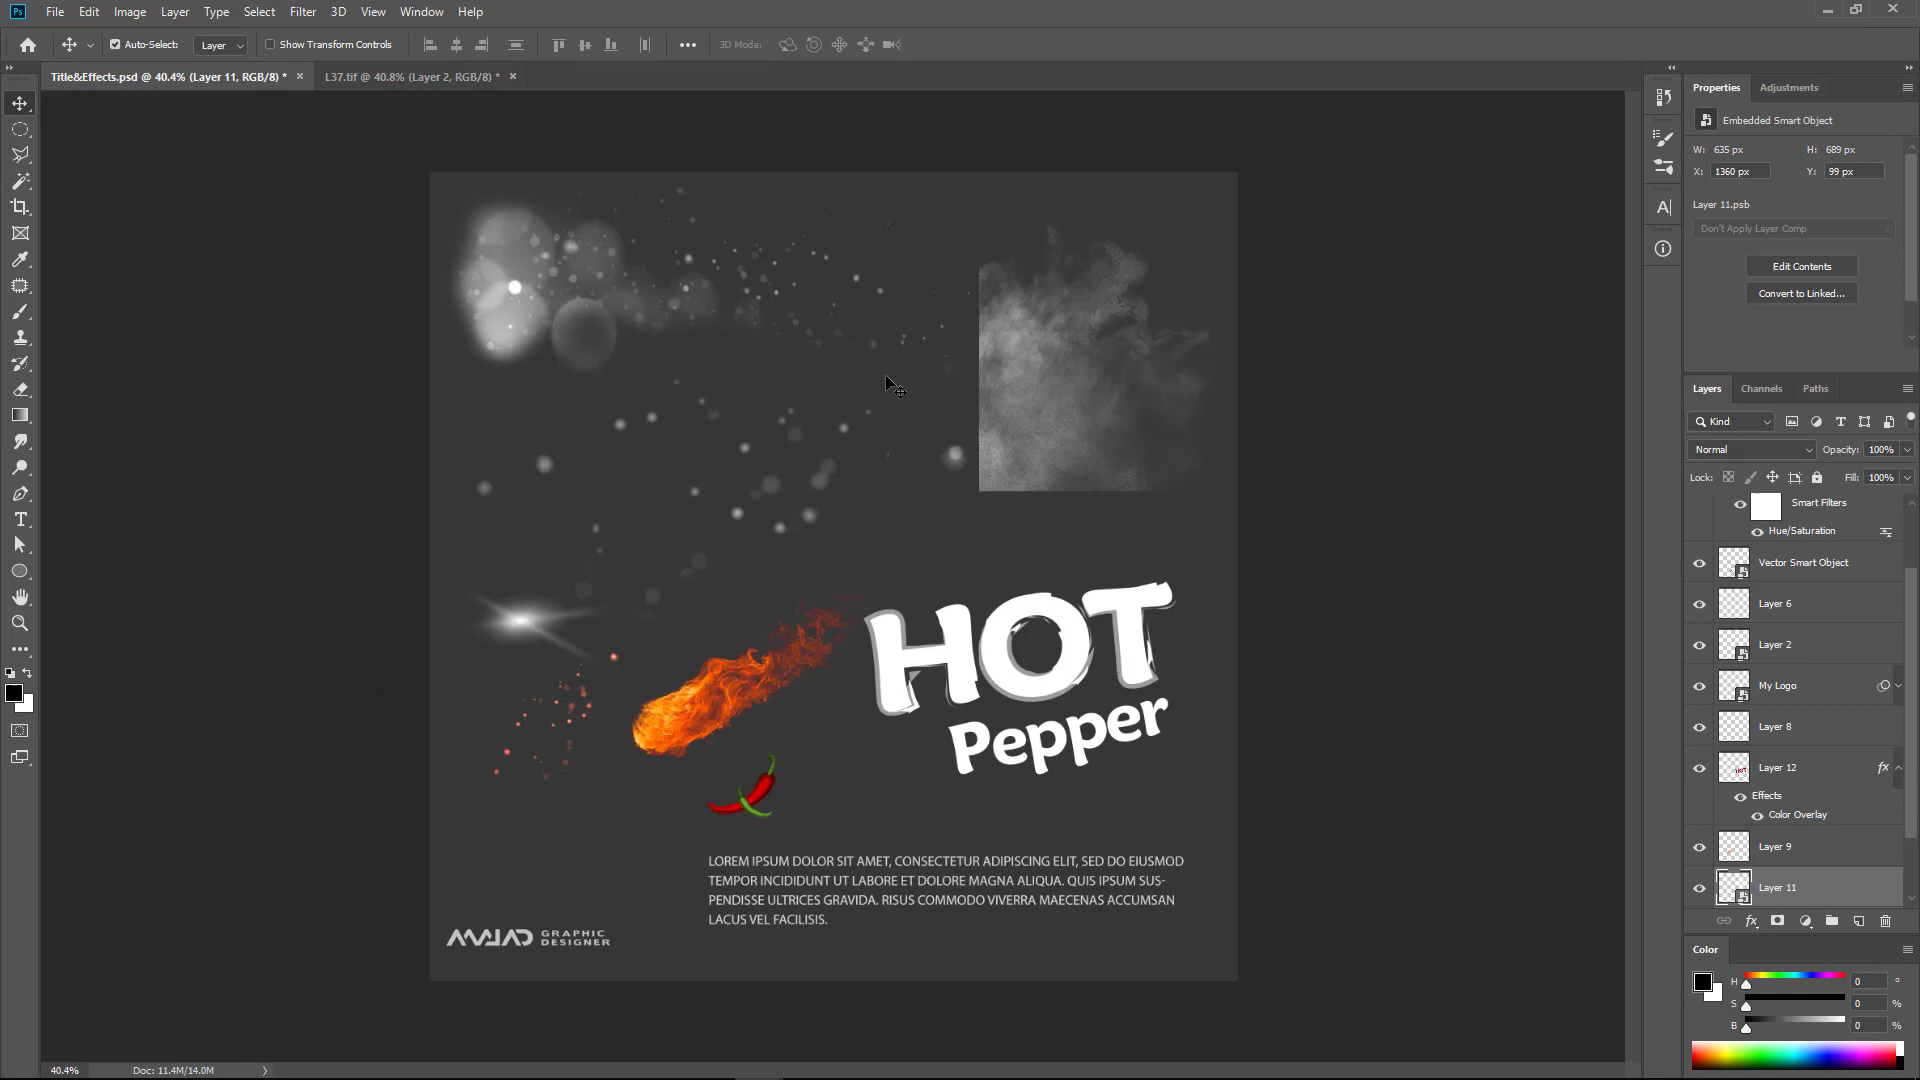 Ps File Edit Image Layer Type Select Filter 3D View Window Help
Auto-Select: Layer Show Transform Controls 3D Mode:
Title&Effects.psd @ 40.4% (Layer 11, RGB/8) * L37.tif @ 40.8% (Layer 2, RGB/8) *
Properties Adjustments
Embedded Smart Object
W: 635 px H: 689 px
X: 1360 px Y: 99 px
Layer 11.psb
Don't Apply Layer Comp
Edit Contents
Convert to Linked...
Layers Channels Paths
Kind
Normal Opacity: 100%
Lock: Fill: 100%
Smart Filters
Hue/Saturation
Vector Smart Object
Layer 6
Layer 2
My Logo
Layer 8
Layer 12 fx
Effects
Color Overlay
Layer 9
Layer 11
fx
Color
H 0 °
S 0 %
B 0 %
HOT
Pepper
LOREM IPSUM DOLOR SIT AMET, CONSECTETUR ADIPISCING ELIT, SED DO EIUSMOD
TEMPOR INCIDIDUNT UT LABORE ET DOLORE MAGNA ALIQUA. QUIS IPSUM SUS-
PENDISSE ULTRICES GRAVIDA. RISUS COMMODO VIVERRA MAECENAS ACCUMSAN
LACUS VEL FACILISIS.
AMJAD GRAPHIC
DESIGNER
40.4% Doc: 11.4M/14.0M